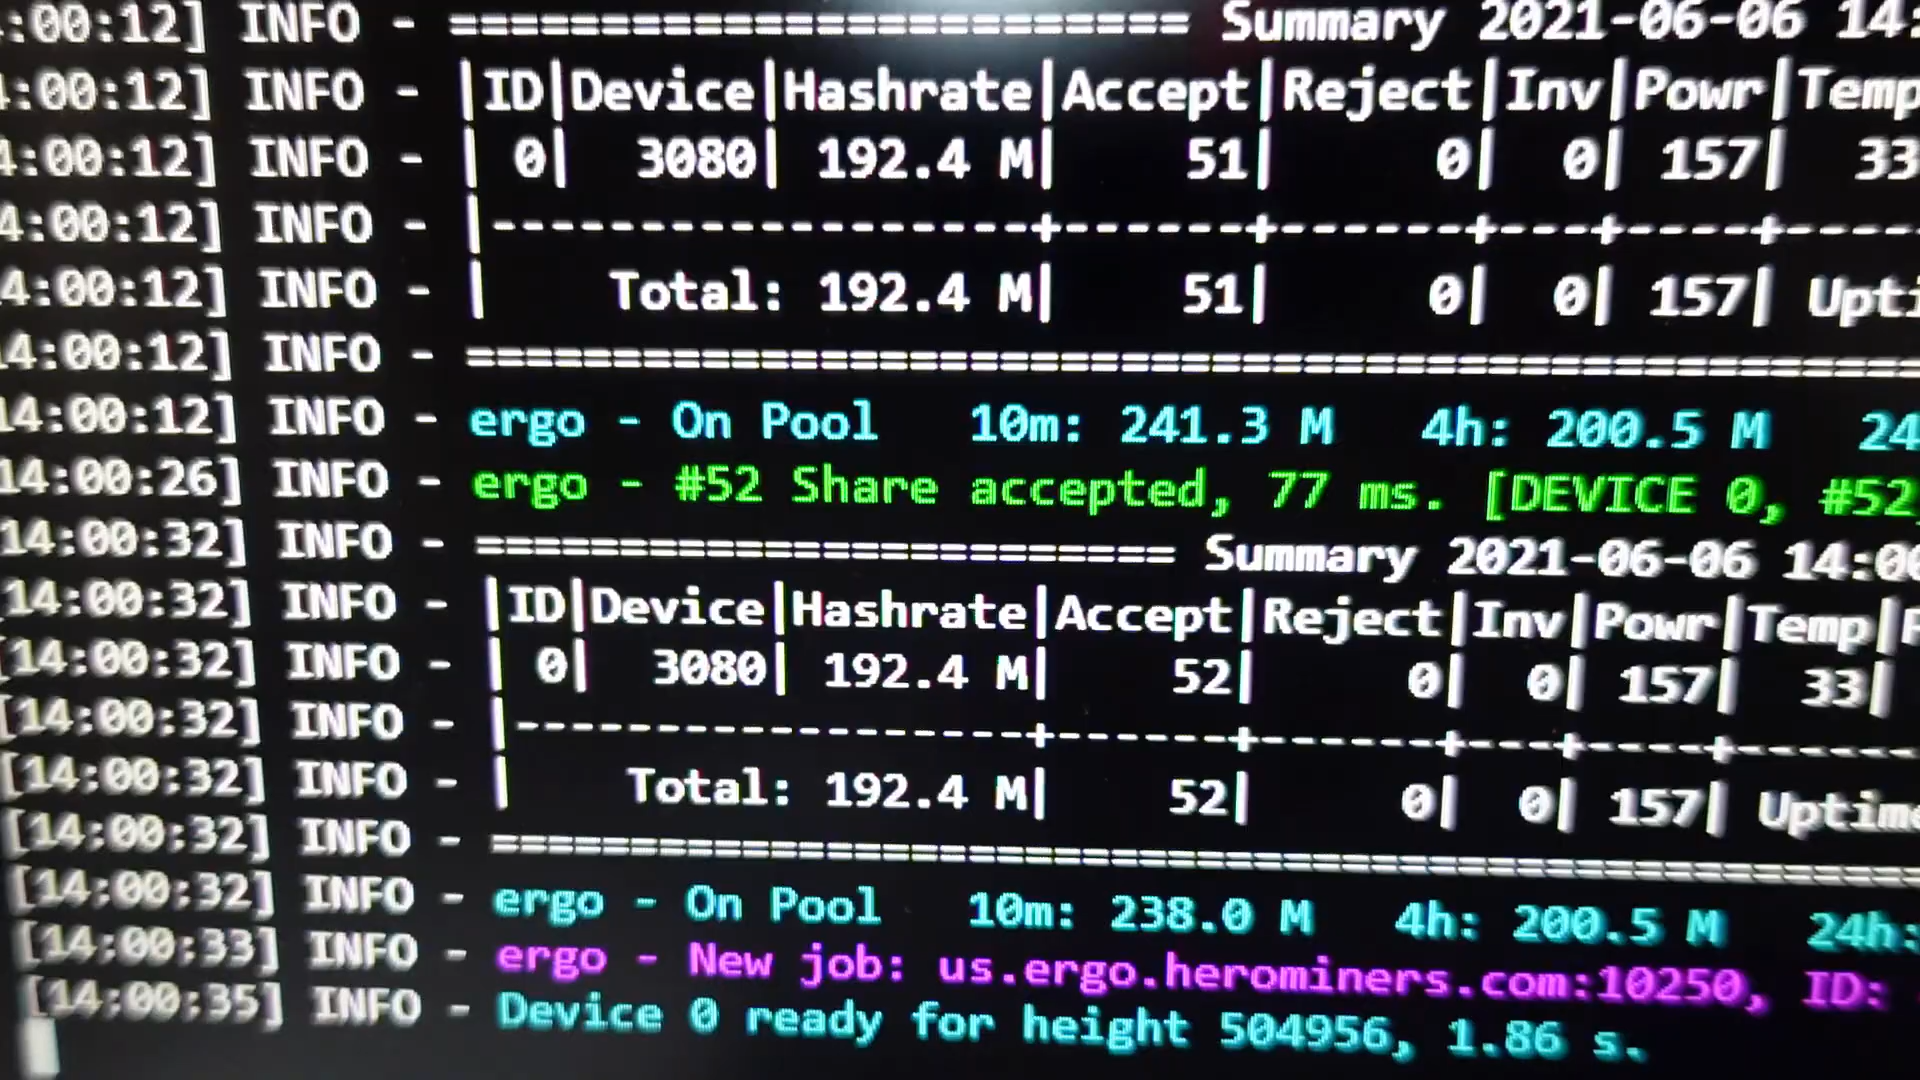 :00:12] INFO - ========================= Summary 2021-06-06 14:
4:00:12] INFO - |ID|Device|Hashrate|Accept|Reject|Inv|Powr|Temp
4:00:12] INFO - | 0| 3080| 192.4 M| 51| 0| 0| 157| 33
4:00:12] INFO - |-------------------+-------+-------+----+-----+-----
4:00:12] INFO - | Total: 192.4 M| 51| 0| 0| 157| Upti
14:00:12] INFO - ==================================================
14:00:12] INFO - ergo - On Pool 10m: 241.3 M 4h: 200.5 M 24
14:00:26] INFO - ergo - #52 Share accepted, 77 ms. [DEVICE 0, #52]
14:00:32] INFO - ========================= Summary 2021-06-06 14:00
[14:00:32] INFO - |ID|Device|Hashrate|Accept|Reject|Inv|Powr|Temp|F
[14:00:32] INFO - | 0| 3080| 192.4 M| 52| 0| 0| 157| 33|
[14:00:32] INFO - |-------------------+-------+-------+----+-----+------
[14:00:32] INFO - | Total: 192.4 M| 52| 0| 0| 157| Uptime
[14:00:32] INFO - ==================================================
[14:00:32] INFO - ergo - On Pool 10m: 238.0 M 4h: 200.5 M 24h:
[14:00:33] INFO - ergo - New job: us.ergo.herominers.com:10250, ID:
[14:00:35] INFO - Device 0 ready for height 504956, 1.86 s.